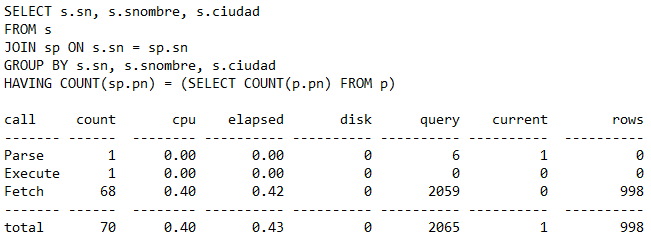 SELECT s.sn, s.snombre, s.ciudad
FROM s
JOIN sp ON s.sn = sp.sn
GROUP BY s.sn, s.snombre, s.ciudad
HAVING COUNT(sp.pn) = (SELECT COUNT(p.pn) FROM p)

call     count       cpu    elapsed       disk      query    current        rows
------- ------  -------- ---------- ---------- ---------- ----------  ----------
Parse        1      0.00       0.00          0          6          1           0
Execute      1      0.00       0.00          0          0          0           0
Fetch       68      0.40       0.42          0       2059          0         998
------- ------  -------- ---------- ---------- ---------- ----------  ----------
total       70      0.40       0.43          0       2065          1         998